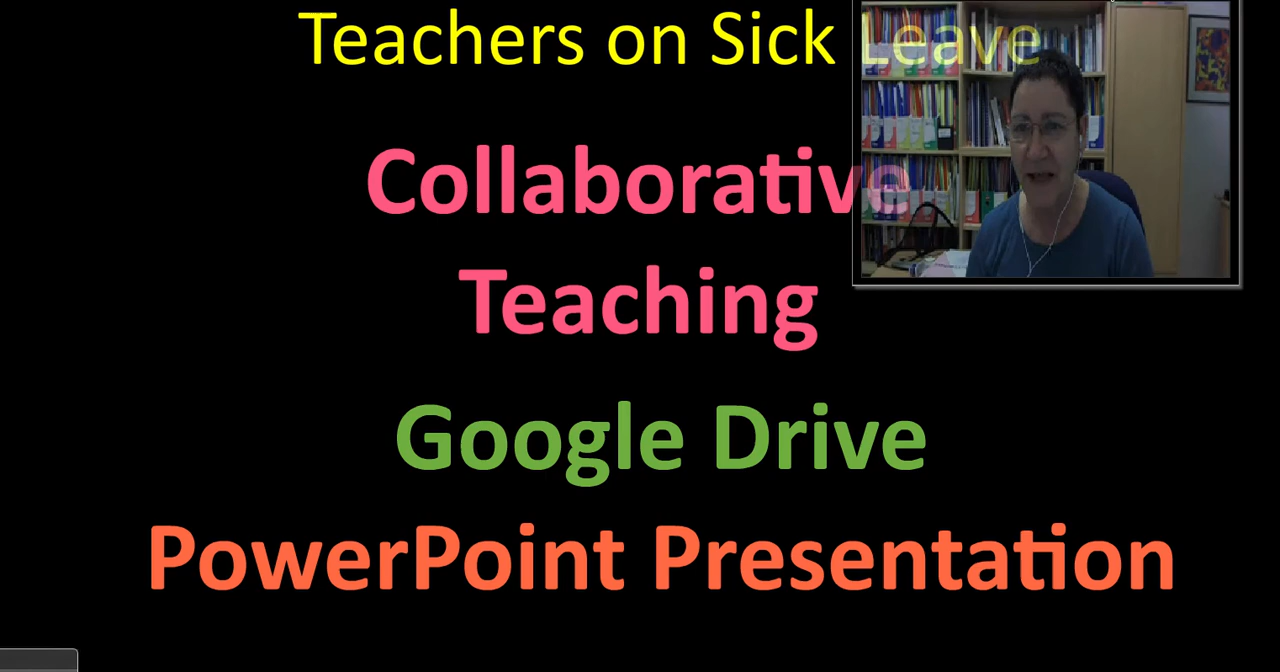 Teachers on Sick Leave
Collaborative
Teaching
Google Drive
PowerPoint Presentation